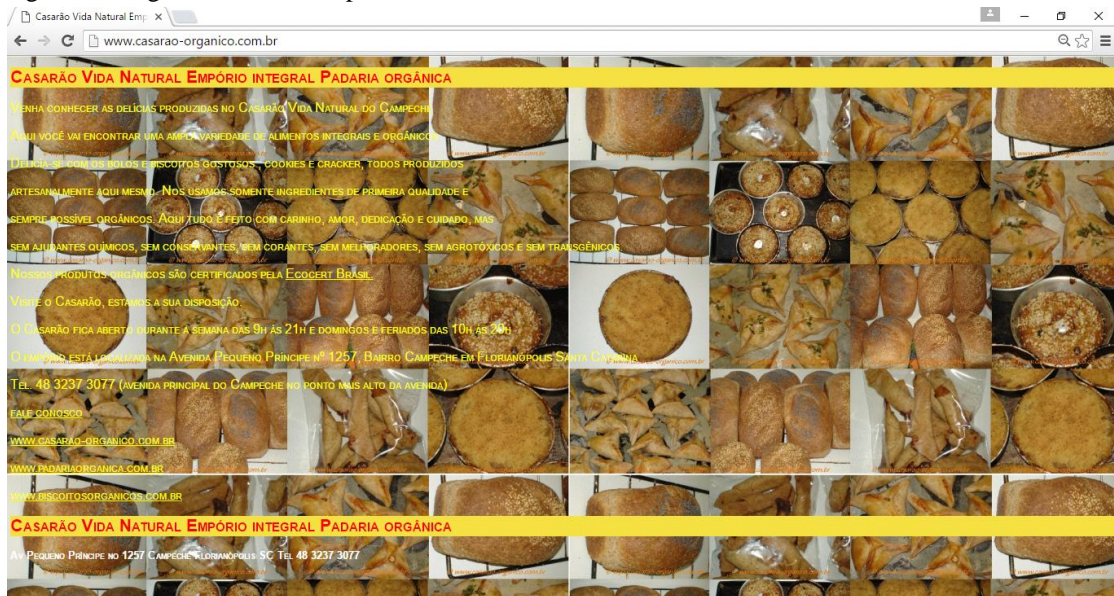 Casarão Vida Natural Emp
www.casarao-organico.com.br
Casarão Vida Natural Empório integral Padaria orgânica
Venha conhecer as delícias produzidas no Casarão Vida Natural do Campeche
Aqui você vai encontrar uma ampla variedade de alimentos integrais e orgânicos
Delicia-se com os bolos e biscoitos gostosos, cookies e cracker, todos produzidos
artesanalmente aqui mesmo. Nos usamos somente ingredientes de primeira qualidade e
sempre possível orgânicos. Aqui tudo é feito com carinho, amor, dedicação e cuidado, mas
sem ajudantes químicos, sem conservantes, sem corantes, sem melhoradores, sem agrotóxicos e sem transgênicos.
Nossos produtos orgânicos são certificados pela Ecocert Brasil
Visite o Casarão, estamos a sua disposição.
O Casarão fica aberto durante a semana das 9h às 21h e domingos e feriados das 10h às 20h
O empório está localizada na Avenida Pequeno Príncipe nº 1257, Bairro Campeche em Florianópolis Santa Catarina
Tel. 48 3237 3077 (avenida principal do Campeche no ponto mais alto da avenida)
fale conosco
www.casarao-organico.com.br
www.padariaorganica.com.br
www.biscoitosorganicos.com.br
Casarão Vida Natural Empório integral Padaria orgânica
Av Pequeno Príncipe no 1257 Campeche Florianópolis SC Tel 48 3237 3077